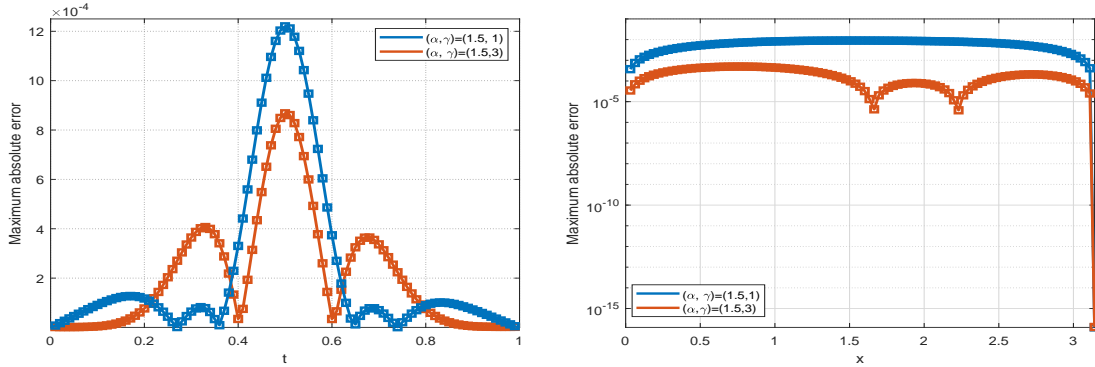 ×10⁻⁴
12
10
8
6
4
2
0
0.2
0.4
0.6
0.8
1
t
Maximum absolute error
(α,γ)=(1.5, 1)
(α, γ)=(1.5,3)
10⁻⁵
10⁻¹⁰
10⁻¹⁵
0
0.5
1
1.5
2
2.5
3
x
Maximum absolute error
(α, γ)=(1.5,1)
(α,γ)=(1.5,3)